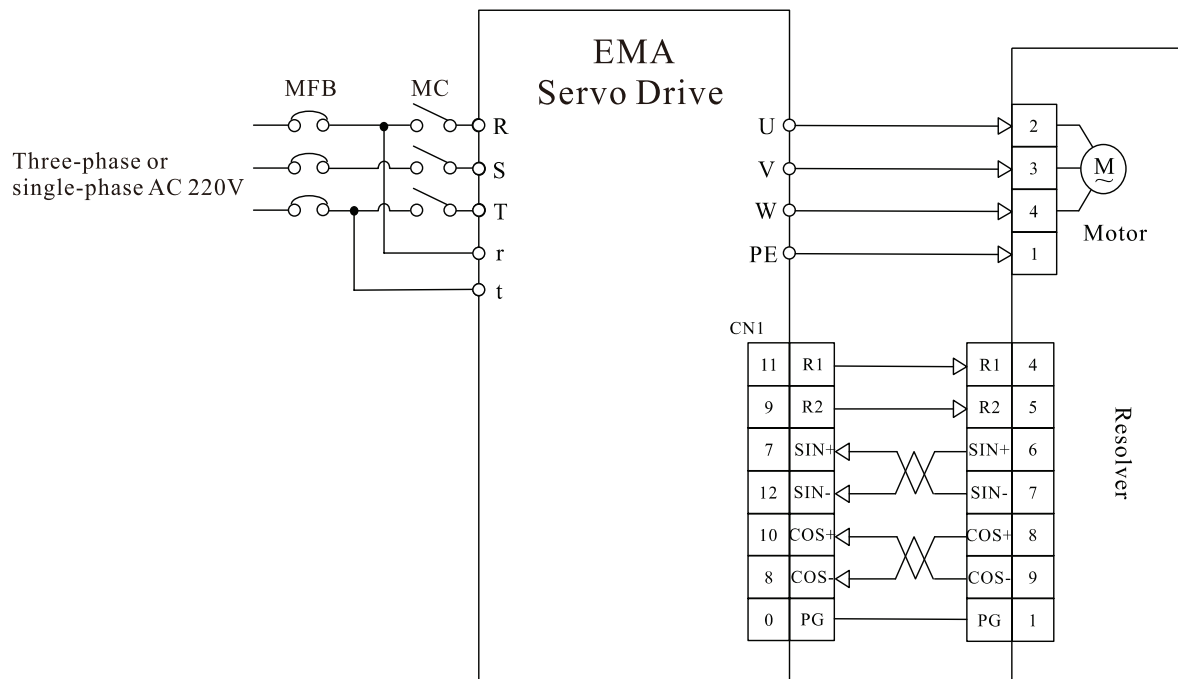 EMA
Servo Drive
MFB
MC
Three-phase or
single-phase AC 220V
R
S
T
r
t
U
V
W
PE
2
3
4
1
M
~
Motor
CN1
11 R1
9 R2
7 SIN+
12 SIN-
10 COS+
8 COS-
0 PG
R1 4
R2 5
SIN+ 6
SIN- 7
COS+ 8
COS- 9
PG 1
Resolver